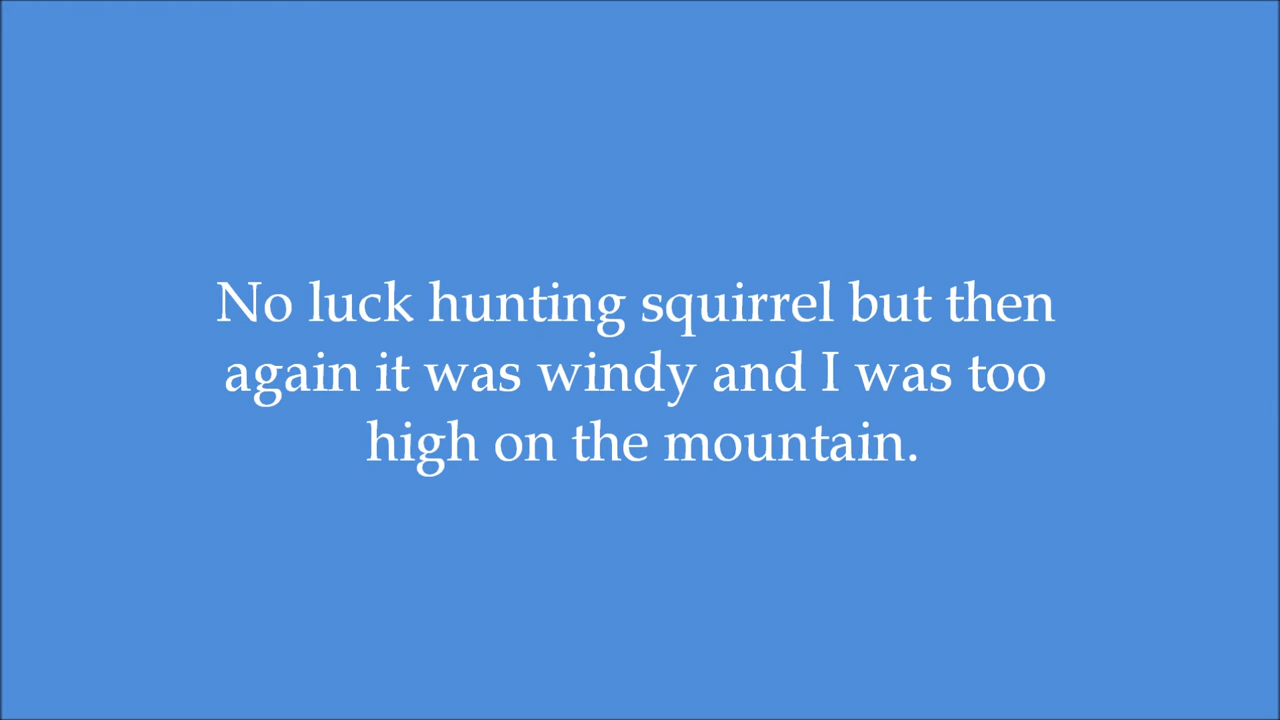 No luck hunting squirrel but then
again it was windy and I was too
high on the mountain.